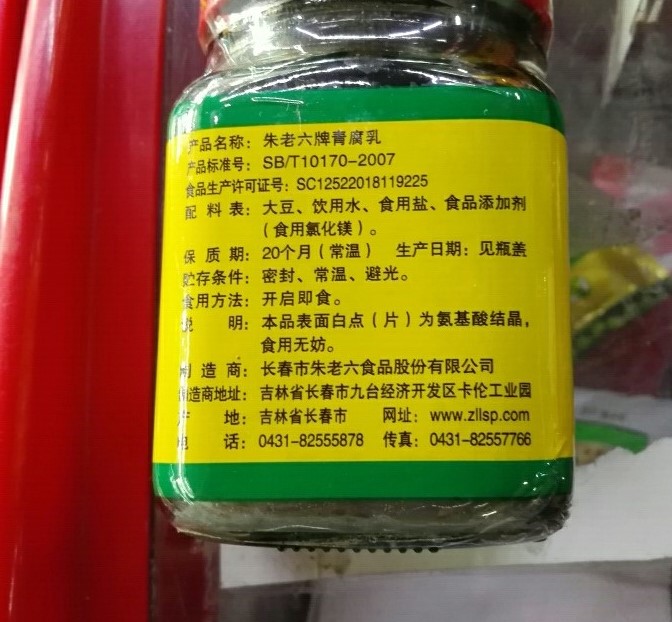 产品名称：朱老六牌青腐乳
产品标准号：SB/T10170-2007
食品生产许可证号：SC12522018119225
配 料 表：大豆、饮用水、食用盐、食品添加剂
（食用氯化镁）。
保 质 期：20个月（常温） 生产日期：见瓶盖
贮存条件：密封、常温、避光。
食用方法：开启即食。
说 明：本品表面白点（片）为氨基酸结晶，
食用无妨。
制 造 商：长春市朱老六食品股份有限公司
制造商地址：吉林省长春市九台经济开发区卡伦工业园
产 地：吉林省长春市 网址：www.zllsp.com
电 话：0431-82555878 传真：0431-82557766